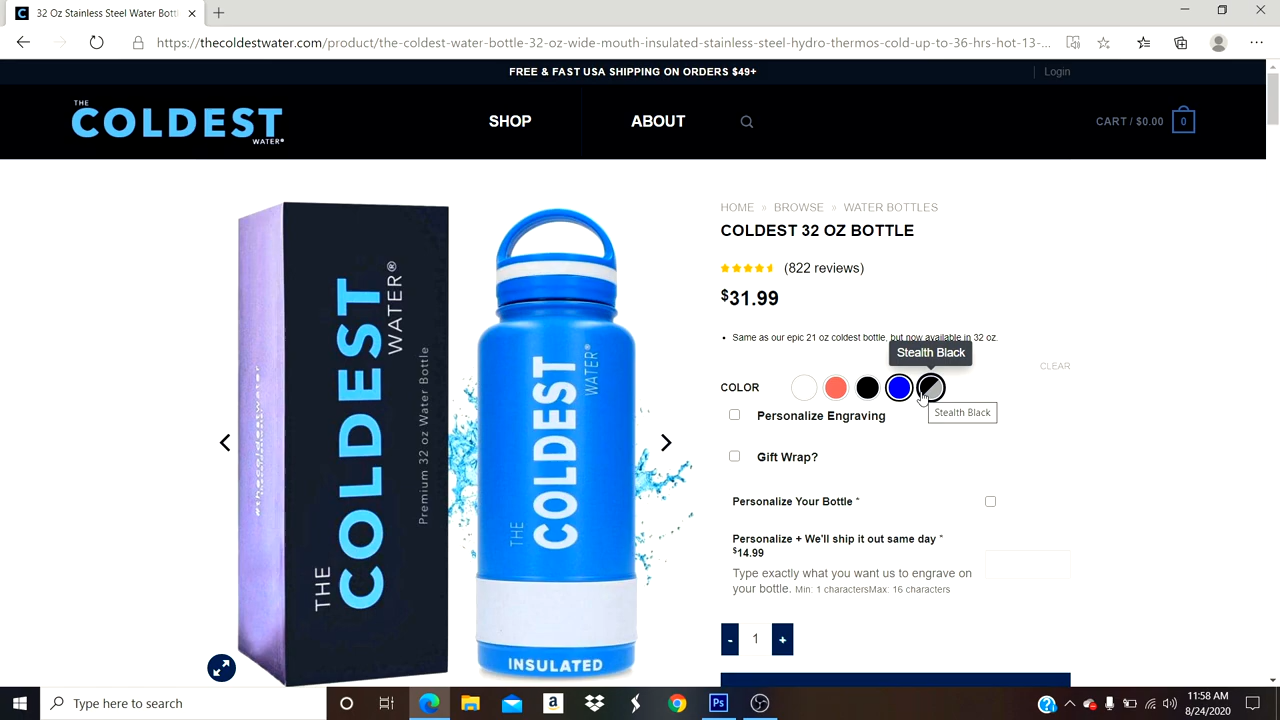 32 Oz Stainless Steel Water Bottl
https://thecoldestwater.com/product/the-coldest-water-bottle-32-oz-wide-mouth-insulated-stainless-steel-hydro-thermos-cold-up-to-36-hrs-hot-13-...
FREE & FAST USA SHIPPING ON ORDERS $49+
Login
THE
COLDEST
WATER®
SHOP
ABOUT
CART / $0.00
0
HOME » BROWSE » WATER BOTTLES
COLDEST 32 OZ BOTTLE
(822 reviews)
$31.99
• Same as our epic 21 oz coldest bottle, but now available in 32 oz.
Stealth Black
CLEAR
COLOR
Stealth Black
Personalize Engraving
Gift Wrap?
Personalize Your Bottle *
Personalize + We'll ship it out same day *
$14.99
Type exactly what you want us to engrave on
your bottle. Min: 1 charactersMax: 16 characters
- 1 +
THE
COLDEST
WATER®
Premium 32 oz Water Bottle
THE
COLDEST
WATER®
INSULATED
Type here to search
Ps
11:58 AM
8/24/2020